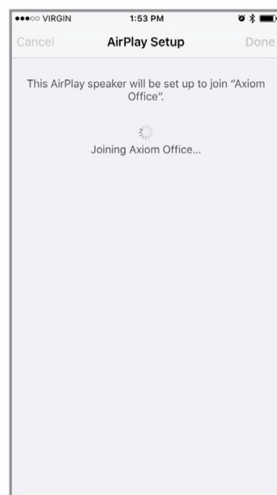 ●●●○○ VIRGIN 1:53 PM
Cancel AirPlay Setup Done
This AirPlay speaker will be set up to join “Axiom
Office”.
Joining Axiom Office...